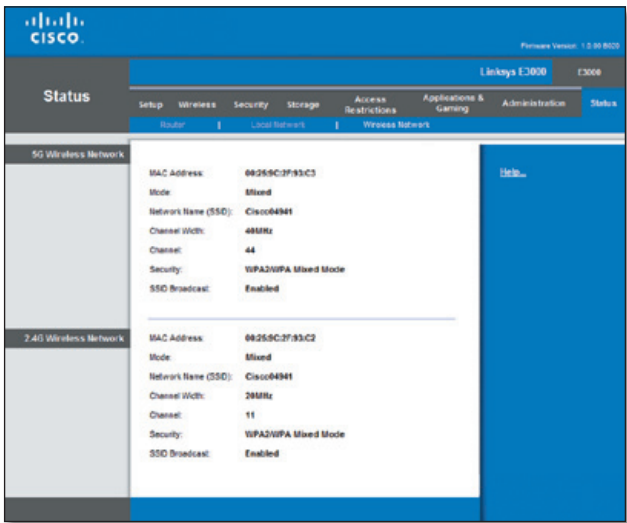 CISCO.
Firmware Version: 1.0.00 B020
Linksys E3000 E3000
Status
Setup Wireless Security Storage Access Restrictions Applications & Gaming Administration Status
Router | Local Network | Wireless Network
5G Wireless Network
MAC Address: 00:25:9C:2F:93:C3
Mode: Mixed
Network Name (SSID): Cisco04941
Channel Width: 40MHz
Channel: 44
Security: WPA2/WPA Mixed Mode
SSID Broadcast: Enabled
Help...
2.4G Wireless Network
MAC Address: 00:25:9C:2F:93:C2
Mode: Mixed
Network Name (SSID): Cisco04941
Channel Width: 20MHz
Channel: 11
Security: WPA2/WPA Mixed Mode
SSID Broadcast: Enabled